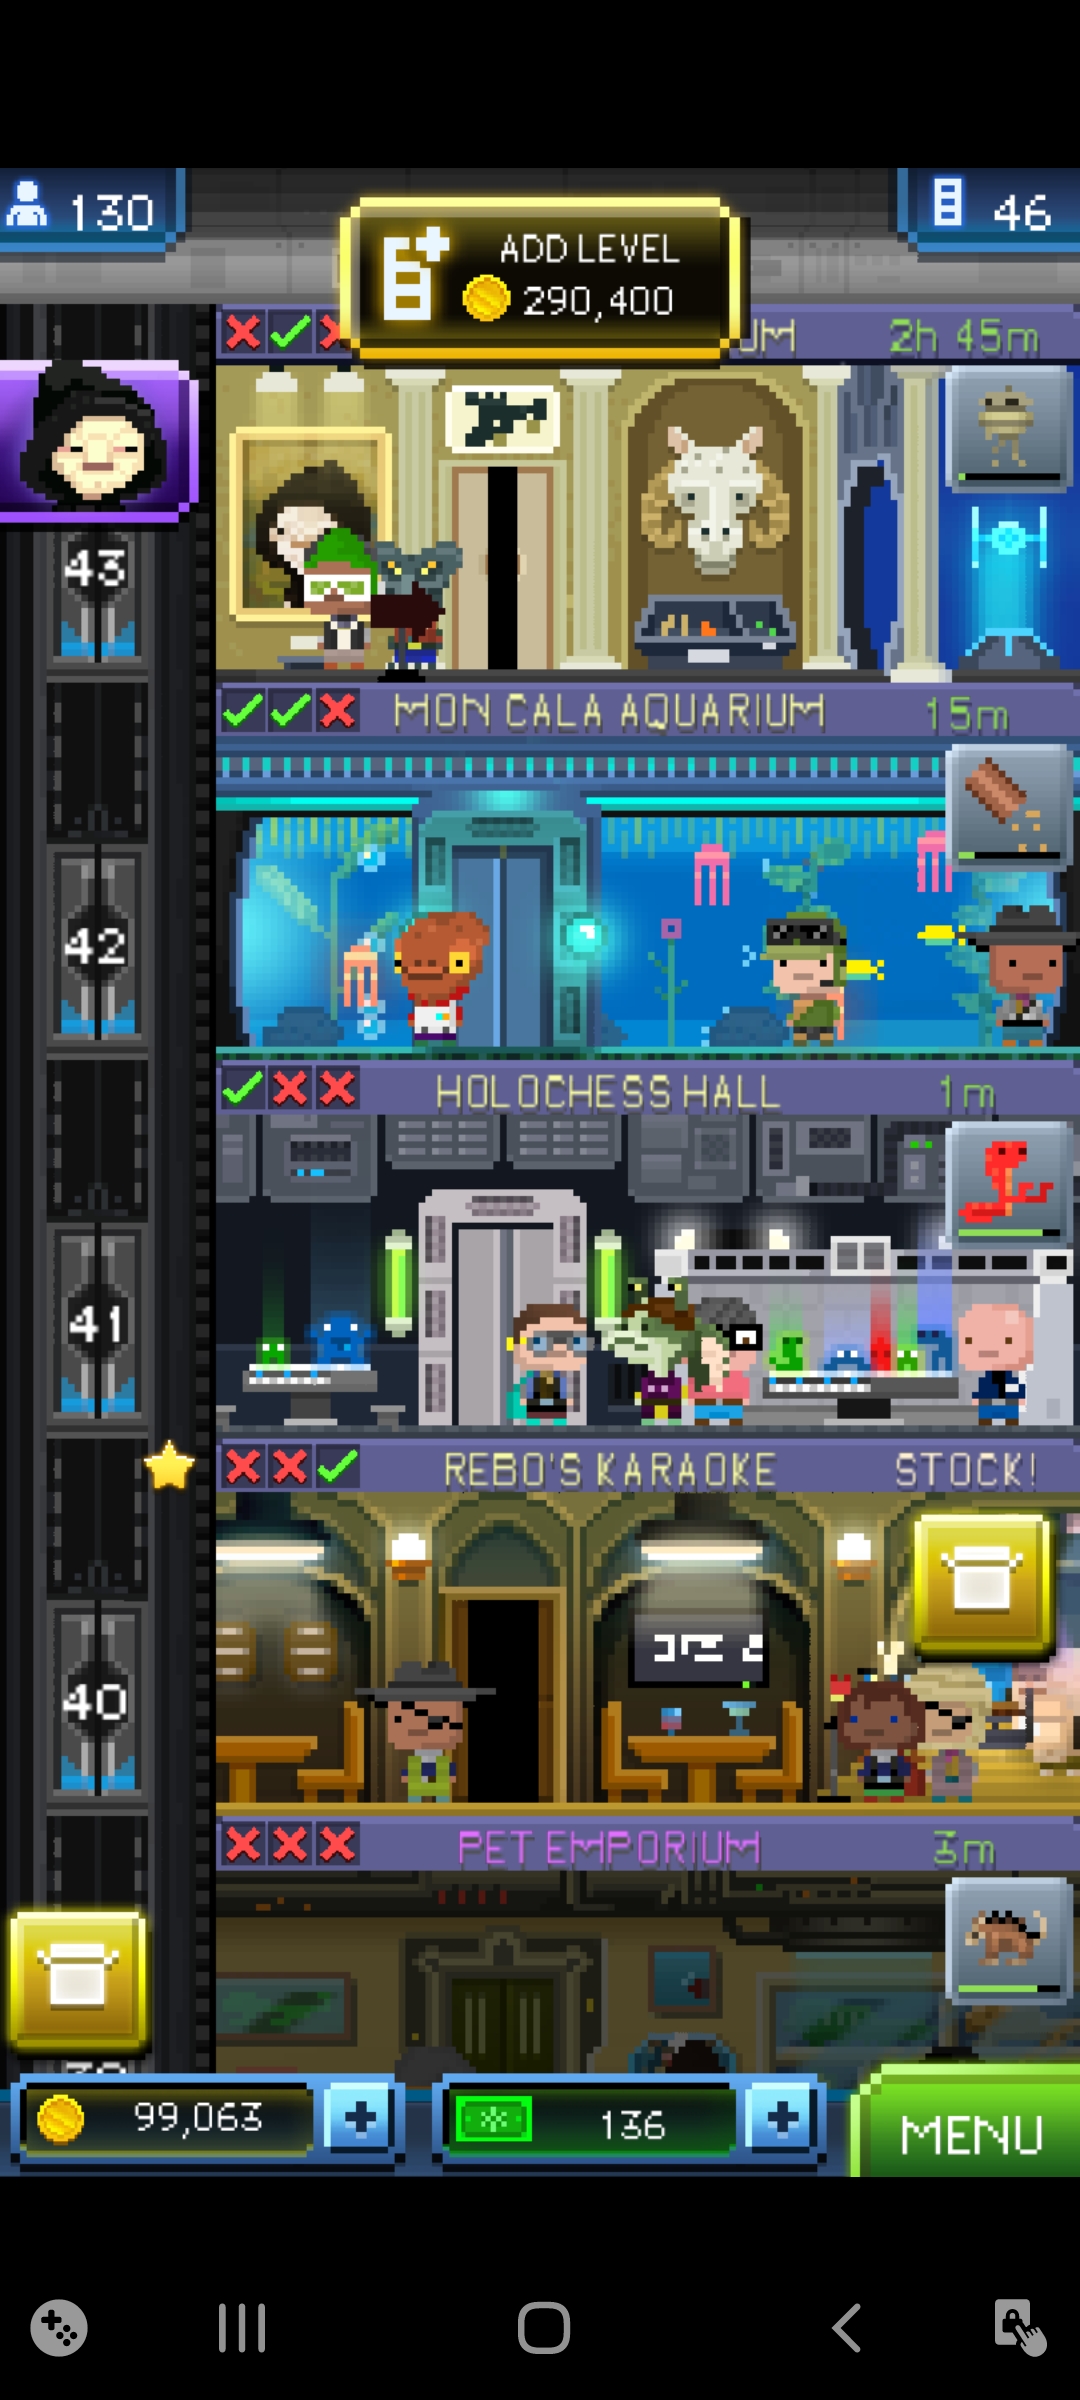 130
46
ADD LEVEL
290,400
UM 2h 45m
43
MON CALA AQUARIUM 15m
42
HOLOCHESS HALL 1m
41
REBO'S KARAOKE STOCK!
40
PET EMPORIUM 3m
99,063
136
MENU